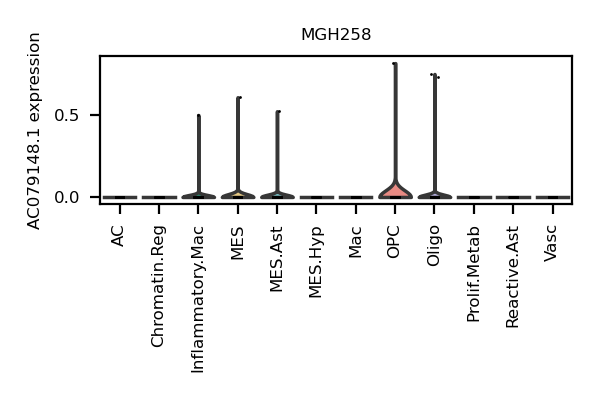 MGH258
AC079148.1 expression
0.5
0.0
AC
Chromatin.Reg
Inflammatory.Mac
MES
MES.Ast
MES.Hyp
Mac
OPC
Oligo
Prolif.Metab
Reactive.Ast
Vasc